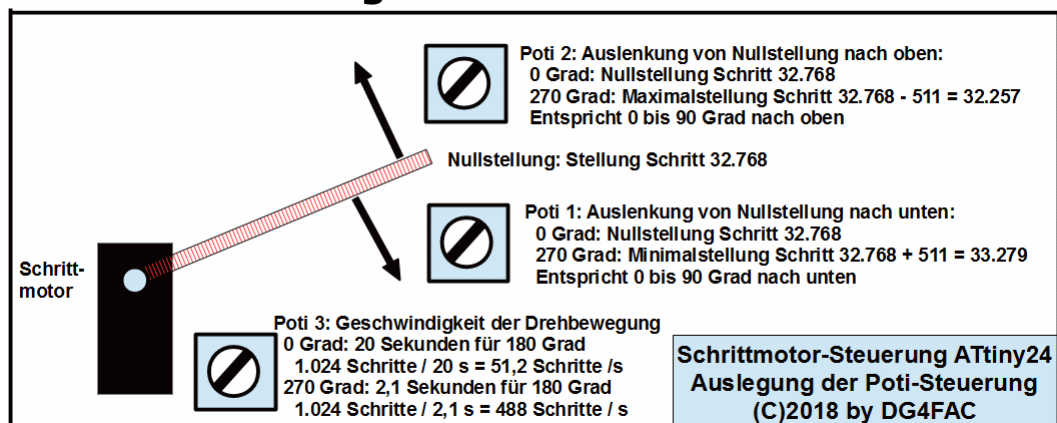 Poti 2: Auslenkung von Nullstellung nach oben:
0 Grad: Nullstellung Schritt 32.768
270 Grad: Maximalstellung Schritt 32.768 - 511 = 32.257
Entspricht 0 bis 90 Grad nach oben
Nullstellung: Stellung Schritt 32.768
Poti 1: Auslenkung von Nullstellung nach unten:
0 Grad: Nullstellung Schritt 32.768
270 Grad: Minimalstellung Schritt 32.768 + 511 = 33.279
Entspricht 0 bis 90 Grad nach unten
Schritt-
motor
Poti 3: Geschwindigkeit der Drehbewegung
0 Grad: 20 Sekunden für 180 Grad
1.024 Schritte / 20 s = 51,2 Schritte /s
270 Grad: 2,1 Sekunden für 180 Grad
1.024 Schritte / 2,1 s = 488 Schritte / s
Schrittmotor-Steuerung ATtiny24
Auslegung der Poti-Steuerung
(C)2018 by DG4FAC